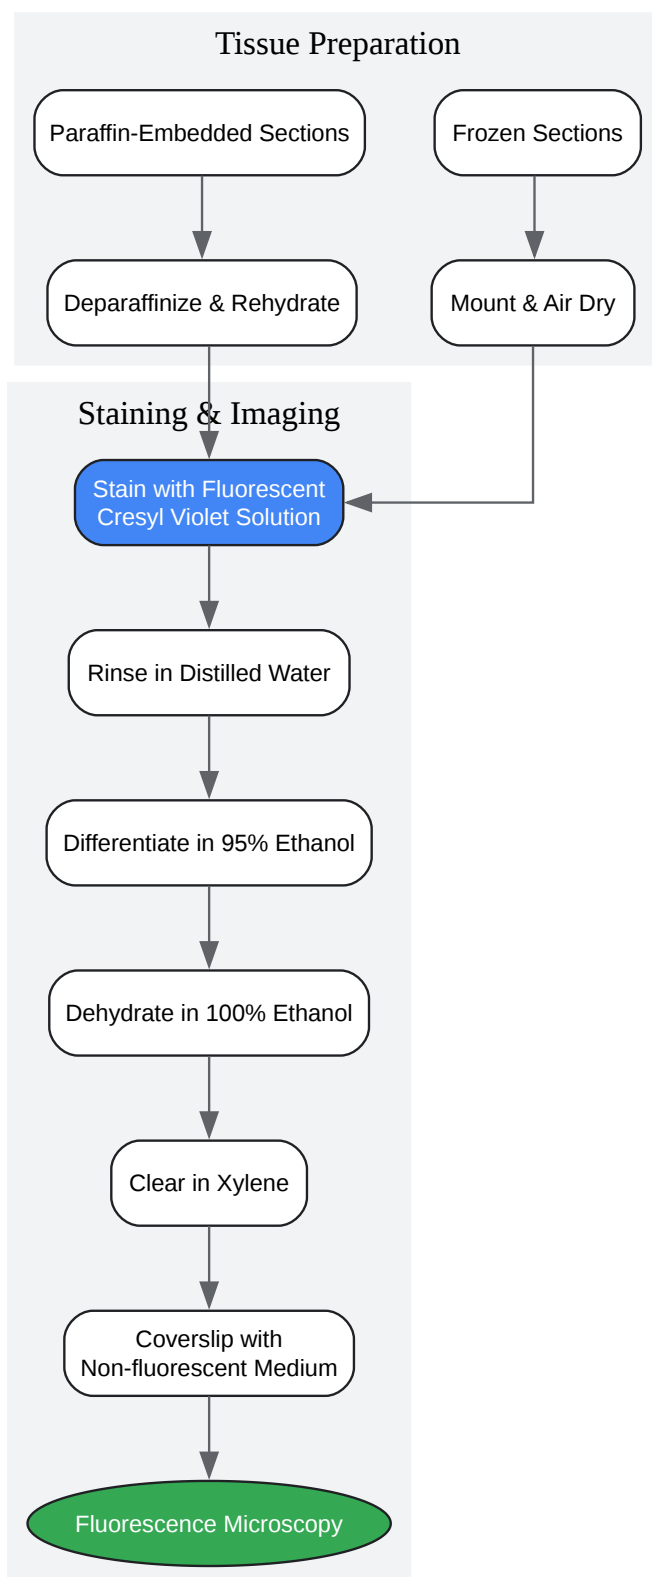 Tissue Preparation
Paraffin-Embedded Sections
Frozen Sections
Deparaffinize & Rehydrate
Mount & Air Dry
Staining & Imaging
Stain with Fluorescent
Cresyl Violet Solution
Rinse in Distilled Water
Differentiate in 95% Ethanol
Dehydrate in 100% Ethanol
Clear in Xylene
Coverslip with
Non-fluorescent Medium
Fluorescence Microscopy